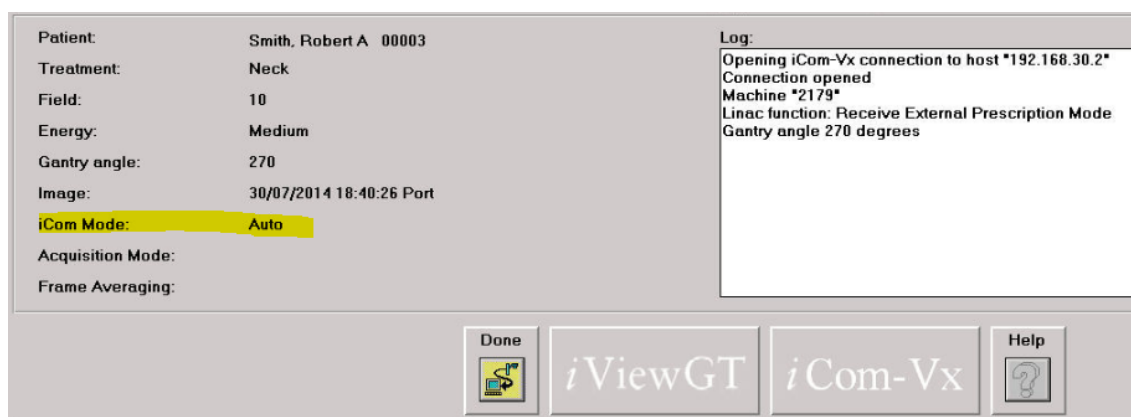 Patient: Smith, Robert A 00003
Treatment: Neck
Field: 10
Energy: Medium
Gantry angle: 270
Image: 30/07/2014 18:40:26 Port
iCom Mode: Auto
Acquisition Mode:
Frame Averaging:
Log:
Opening iCom-Vx connection to host "192.168.30.2"
Connection opened
Machine "2179"
Linac function: Receive External Prescription Mode
Gantry angle 270 degrees
Done
iViewGT
iCom-Vx
Help